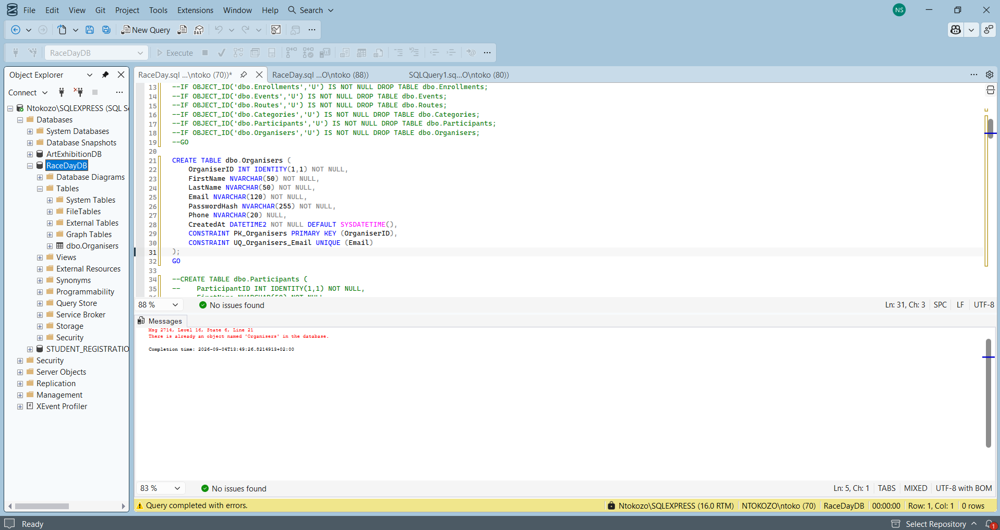 File Edit View Git Project Tools Extensions Window Help Search
NS
New Query
DAX
RaceDayDB Execute
Object Explorer
Connect
Ntokozo\SQLEXPRESS (SQL Se
Databases
System Databases
Database Snapshots
ArtExhibitionDB
RaceDayDB
Database Diagrams
Tables
System Tables
FileTables
External Tables
Graph Tables
dbo.Organisers
Views
External Resources
Synonyms
Programmability
Query Store
Service Broker
Storage
Security
STUDENT_REGISTRATIO
Security
Server Objects
Replication
Management
XEvent Profiler
RaceDay.sql ...\ntoko (70))* RaceDay.sql ...O\ntoko (88)) SQLQuery1.sq...O\ntoko (80))
13 --IF OBJECT_ID('dbo.Enrollments','U') IS NOT NULL DROP TABLE dbo.Enrollments;
14 --IF OBJECT_ID('dbo.Events','U') IS NOT NULL DROP TABLE dbo.Events;
15 --IF OBJECT_ID('dbo.Routes','U') IS NOT NULL DROP TABLE dbo.Routes;
16 --IF OBJECT_ID('dbo.Categories','U') IS NOT NULL DROP TABLE dbo.Categories;
17 --IF OBJECT_ID('dbo.Participants','U') IS NOT NULL DROP TABLE dbo.Participants;
18 --IF OBJECT_ID('dbo.Organisers','U') IS NOT NULL DROP TABLE dbo.Organisers;
19 --GO
20
21 CREATE TABLE dbo.Organisers (
22 OrganiserID INT IDENTITY(1,1) NOT NULL,
23 FirstName NVARCHAR(50) NOT NULL,
24 LastName NVARCHAR(50) NOT NULL,
25 Email NVARCHAR(120) NOT NULL,
26 PasswordHash NVARCHAR(255) NOT NULL,
27 Phone NVARCHAR(20) NULL,
28 CreatedAt DATETIME2 NOT NULL DEFAULT SYSDATETIME(),
29 CONSTRAINT PK_Organisers PRIMARY KEY (OrganiserID),
30 CONSTRAINT UQ_Organisers_Email UNIQUE (Email)
31 );
32 GO
33
34 --CREATE TABLE dbo.Participants (
35 -- ParticipantID INT IDENTITY(1,1) NOT NULL,
88 % No issues found Ln: 31, Ch: 3 SPC LF UTF-8
Messages
Msg 2714, Level 16, State 6, Line 21
There is already an object named 'Organisers' in the database.
Completion time: 2026-09-04T13:49:26.8214913+02:00
83 % No issues found Ln: 5, Ch: 1 TABS MIXED UTF-8 with BOM
Query completed with errors. Ntokozo\SQLEXPRESS (16.0 RTM) NTOKOZO\ntoko (70) RaceDayDB 00:00:00 Row: 1, Col: 1 0 rows
Ready Select Repository 1